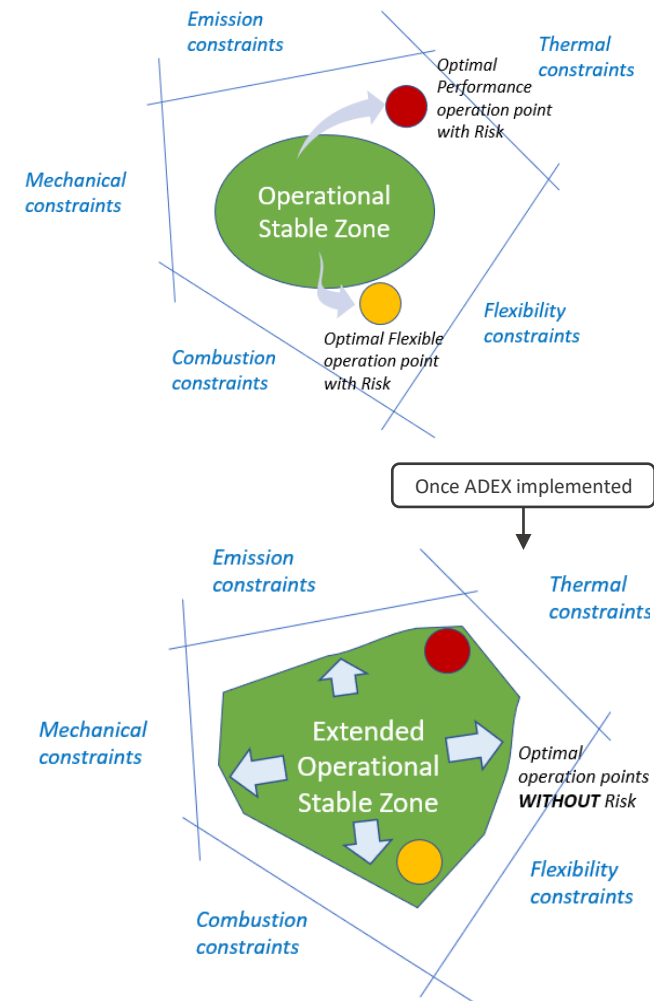 Emission
constraints
Thermal
constraints
Optimal
Performance
operation point
with Risk
Mechanical
constraints
Operational
Stable Zone
Flexibility
constraints
Optimal Flexible
operation point
with Risk
Combustion
constraints
Once ADEX implemented
Emission
constraints
Thermal
constraints
Mechanical
constraints
Extended
Operational
Stable Zone
Optimal
operation points
WITHOUT Risk
Flexibility
constraints
Combustion
constraints